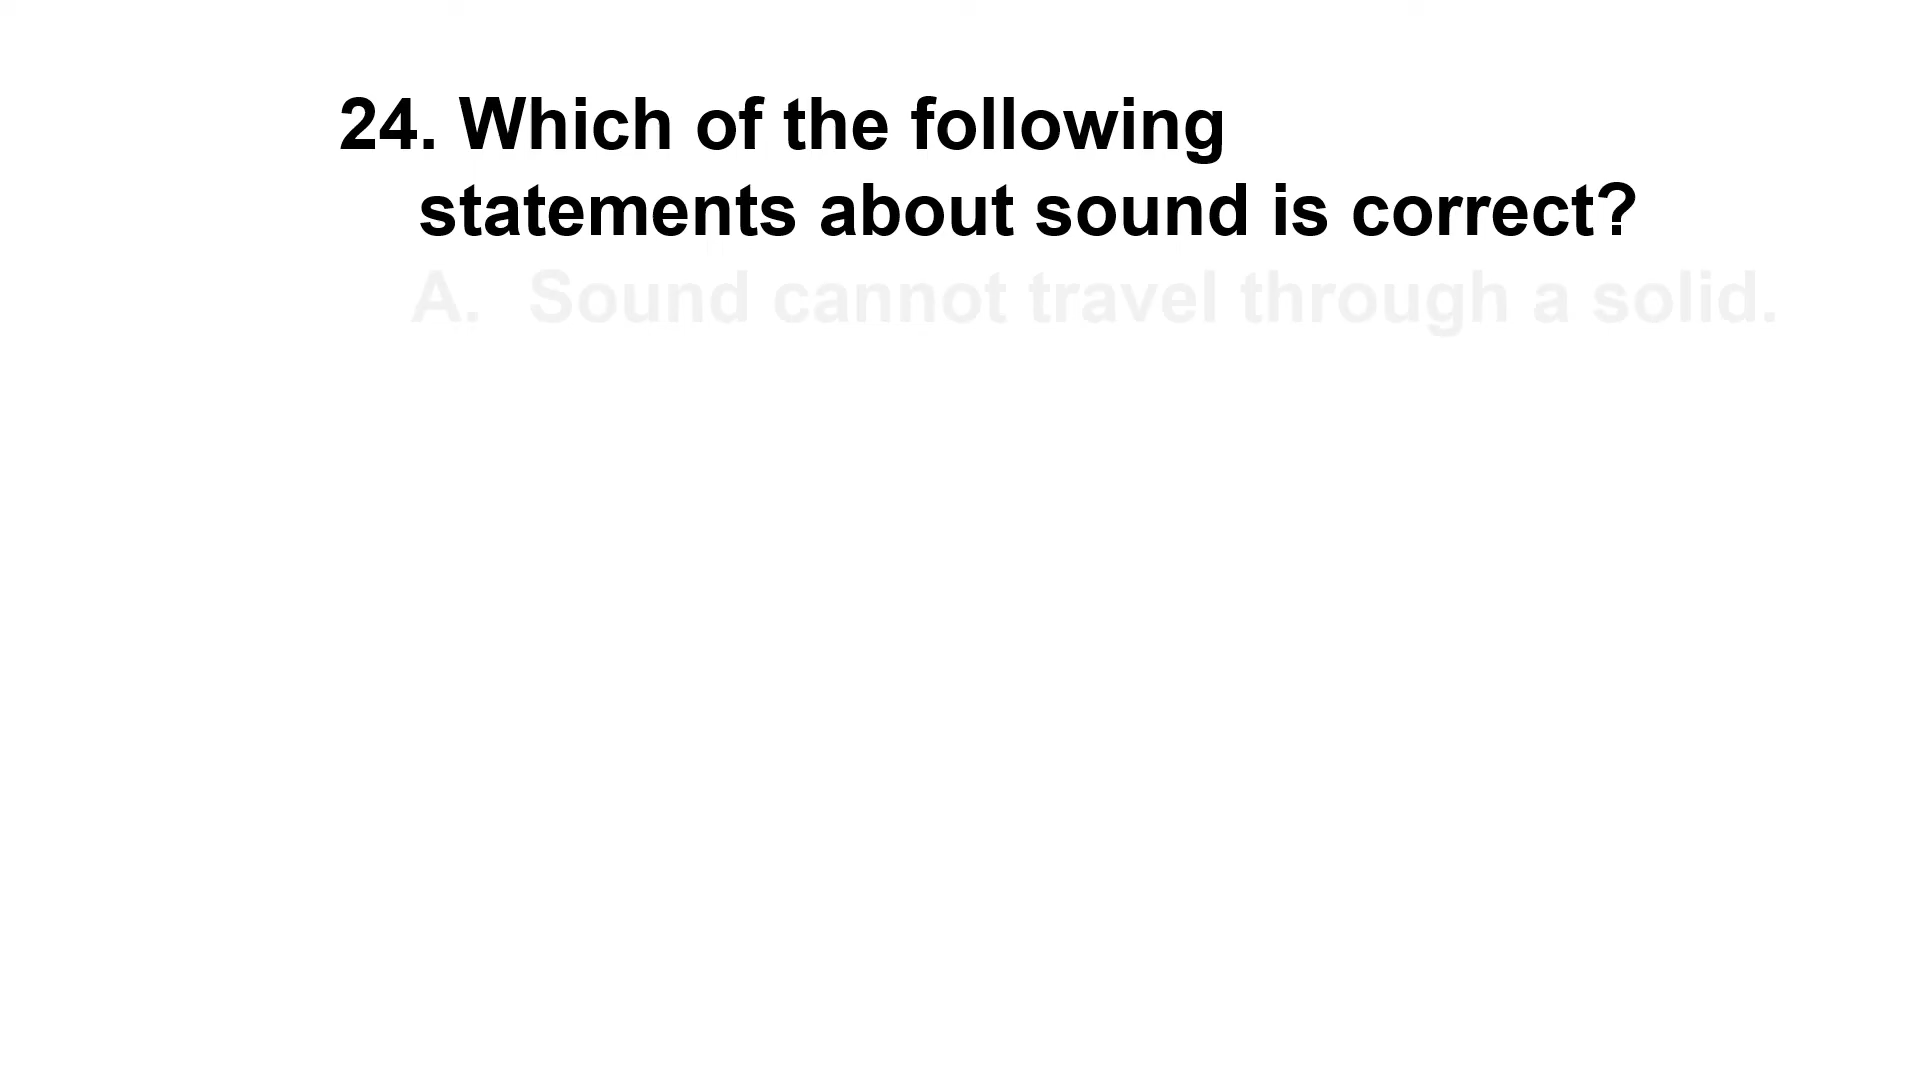 24. Which of the following
statements about sound is correct?
A. Sound cannot travel through a solid.